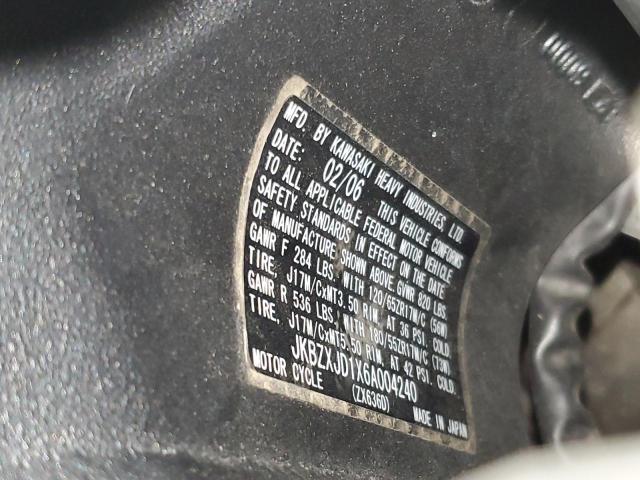 MFD. BY KAWASAKI HEAVY INDUSTRIES, LTD.
DATE: 02/06 THIS VEHICLE CONFORMS
TO ALL APPLICABLE FEDERAL MOTOR VEHICLE
SAFETY STANDARDS IN EFFECT ON THE DATE
OF MANUFACTURE SHOWN ABOVE GVWR 820 LBS
GAWR F 284 LBS, WITH 120/65ZR17M/C (56W)
TIRE, J17M/CxMT3.50 RIM, AT 36 PSI. COLD.
GAWR R 536 LBS, WITH 180/55ZR17M/C (73W)
TIRE, J17M/CxMT5.50 RIM, AT 42 PSI. COLD.
JKBZXJD1X6A004240
MOTOR CYCLE (ZX636D) MADE IN JAPAN